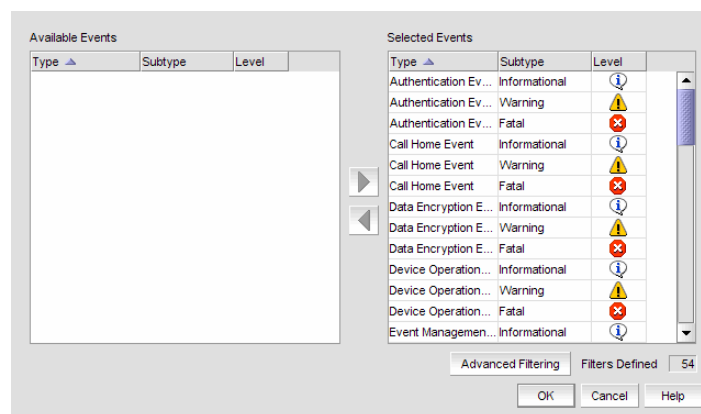 Available Events
Type Subtype Level
Selected Events
Type Subtype Level
Authentication Ev... Informational
Authentication Ev... Warning
Authentication Ev... Fatal
Call Home Event Informational
Call Home Event Warning
Call Home Event Fatal
Data Encryption E... Informational
Data Encryption E... Warning
Data Encryption E... Fatal
Device Operation... Informational
Device Operation... Warning
Device Operation... Fatal
Event Managemen... Informational
Advanced Filtering Filters Defined 54
OK Cancel Help